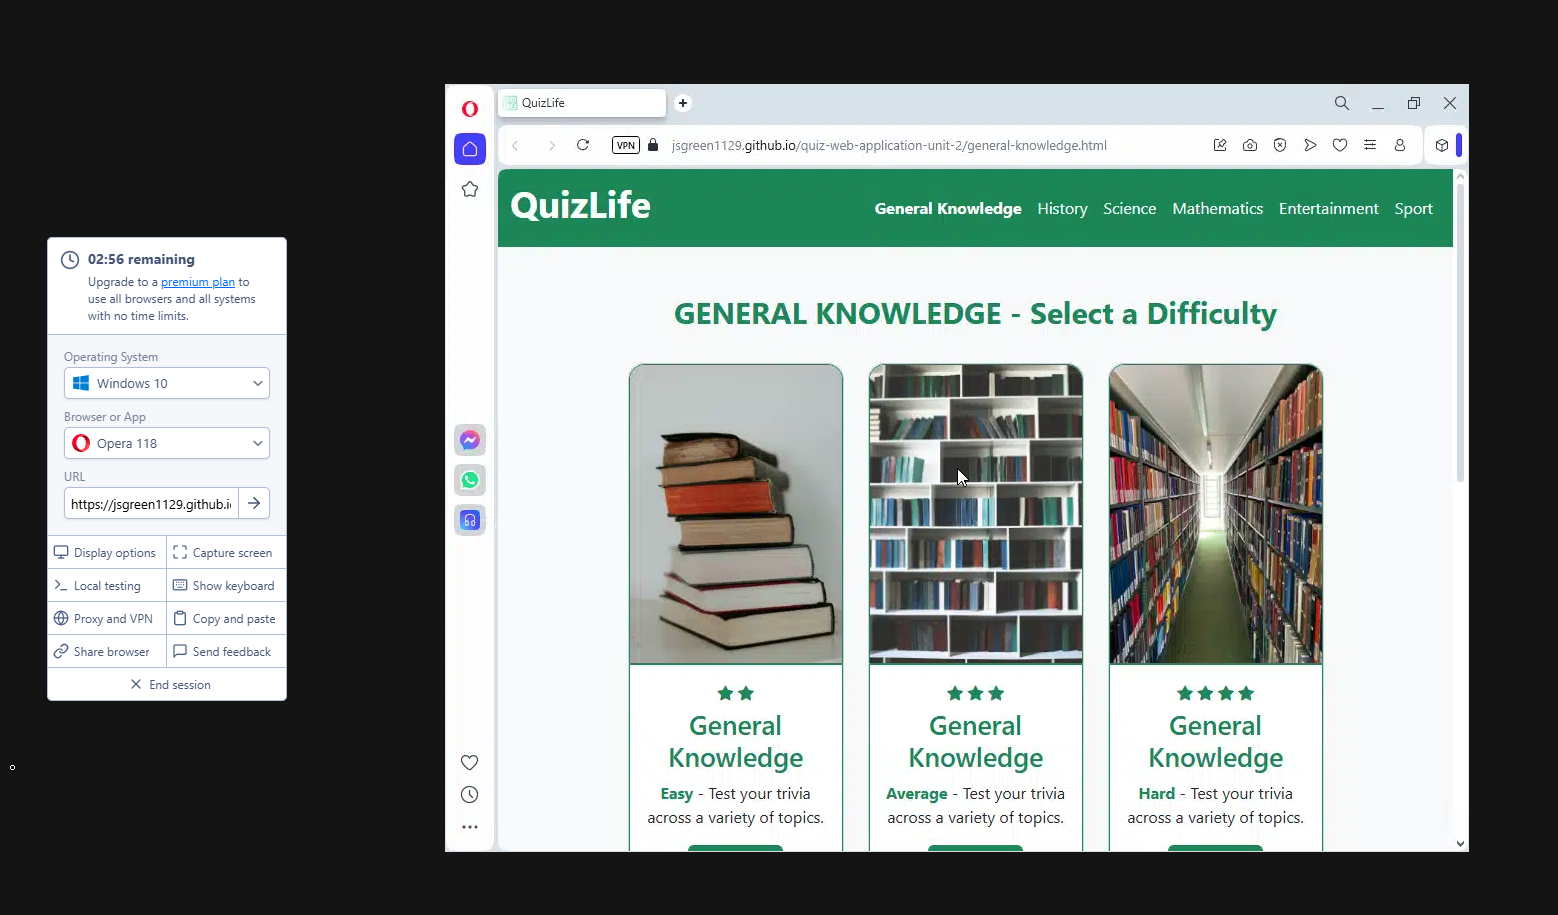 02:56 remaining
Upgrade to a premium plan to
use all browsers and all systems
with no time limits.
Operating System
Windows 10
Browser or App
Opera 118
URL
https://jsgreen1129.github.i
Display options
Capture screen
Local testing
Show keyboard
Proxy and VPN
Copy and paste
Share browser
Send feedback
End session
QuizLife
VPN
jsgreen1129.github.io/quiz-web-application-unit-2/general-knowledge.html
QuizLife
General Knowledge History Science Mathematics Entertainment Sport
GENERAL KNOWLEDGE - Select a Difficulty
General
Knowledge
Easy - Test your trivia
across a variety of topics.
General
Knowledge
Average - Test your trivia
across a variety of topics.
General
Knowledge
Hard - Test your trivia
across a variety of topics.